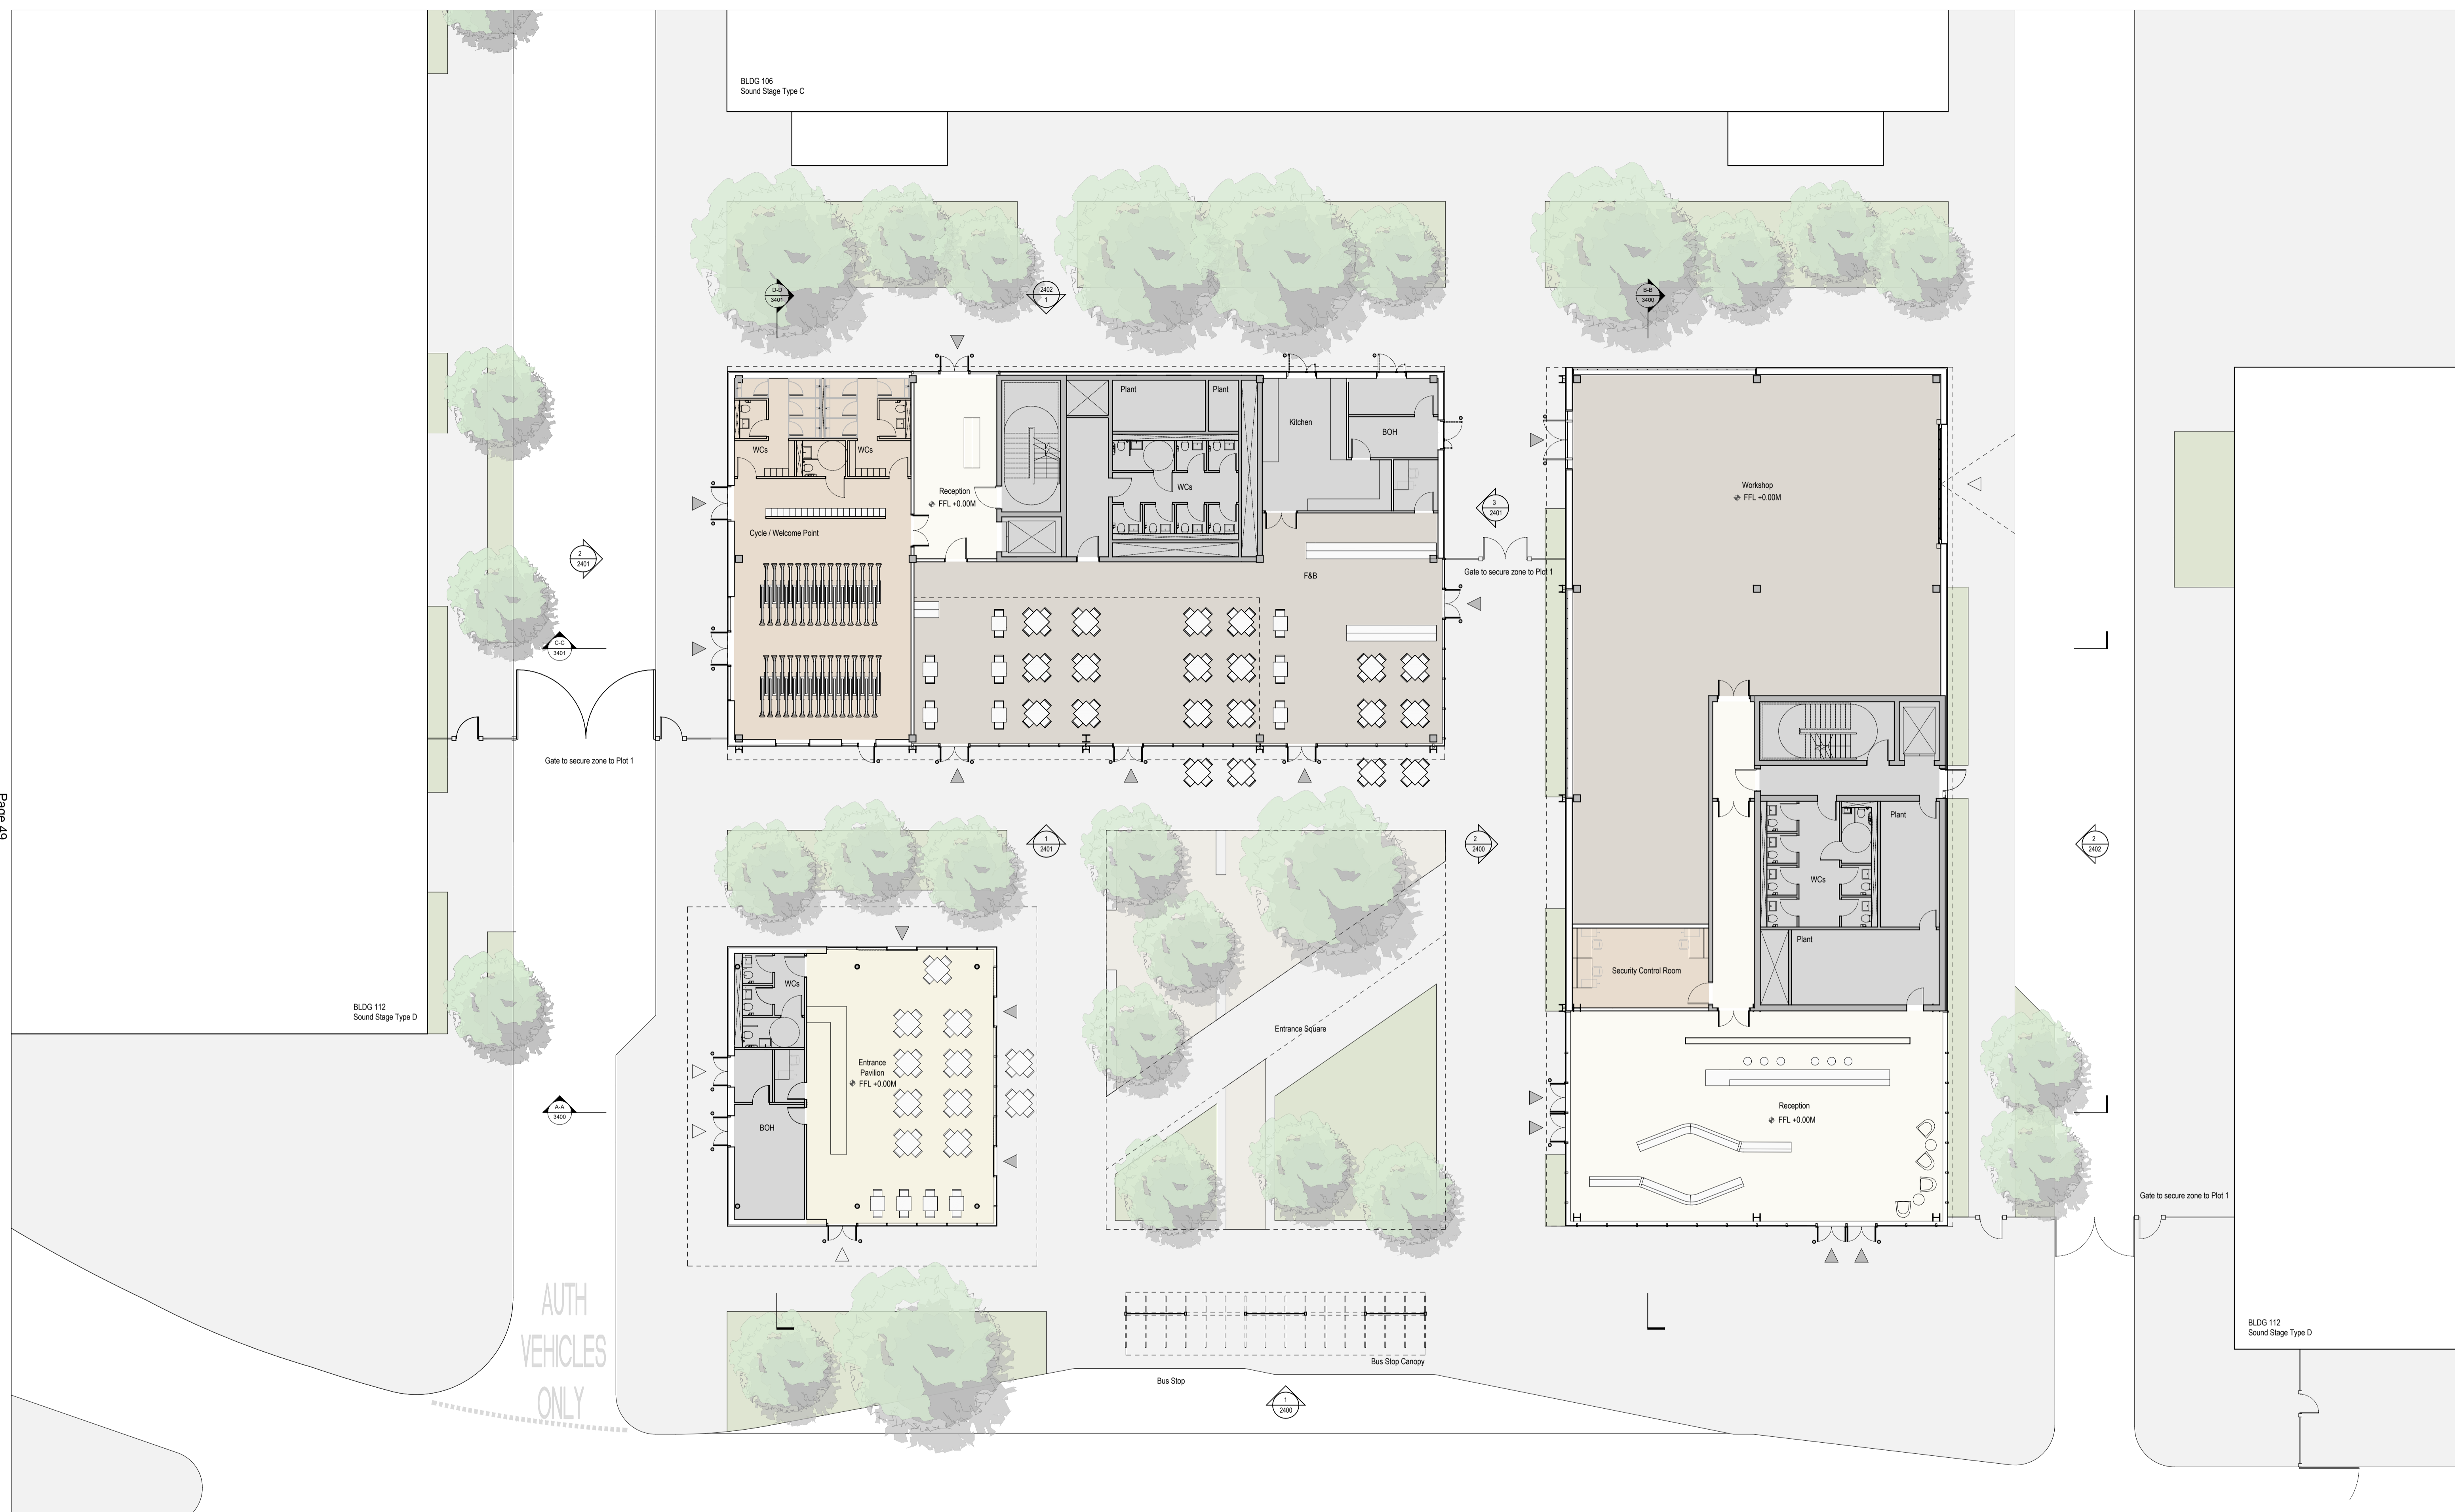 BLDG 106
Sound Stage Type C
D-D
3401
2402
1
B-B
3400
Plant
Plant
Kitchen
BOH
WCs
WCs
WCs
Reception
FFL +0.00M
Workshop
FFL +0.00M
3
2401
Cycle / Welcome Point
2
2401
Gate to secure zone to Plot 1
F&B
C-C
3401
Gate to secure zone to Plot 1
Page 49
1
2401
2
2400
Plant
2
2402
WCs
Plant
Security Control Room
WCs
BLDG 112
Sound Stage Type D
Entrance Square
Entrance
Pavilion
FFL +0.00M
A-A
3400
BOH
Reception
FFL +0.00M
Gate to secure zone to Plot 1
AUTH
VEHICLES
ONLY
BLDG 112
Sound Stage Type D
Bus Stop Canopy
Bus Stop
1
2400